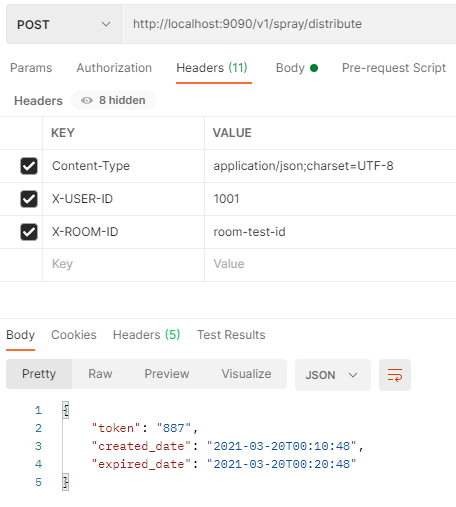 POST http://localhost:9090/v1/spray/distribute
Params Authorization Headers (11) Body Pre-request Script
Headers 8 hidden
KEY VALUE
Content-Type application/json;charset=UTF-8
X-USER-ID 1001
X-ROOM-ID room-test-id
Key Value
Body Cookies Headers (5) Test Results
Pretty Raw Preview Visualize JSON
1 {
2 "token": "887",
3 "created_date": "2021-03-20T00:10:48",
4 "expired_date": "2021-03-20T00:20:48"
5 }